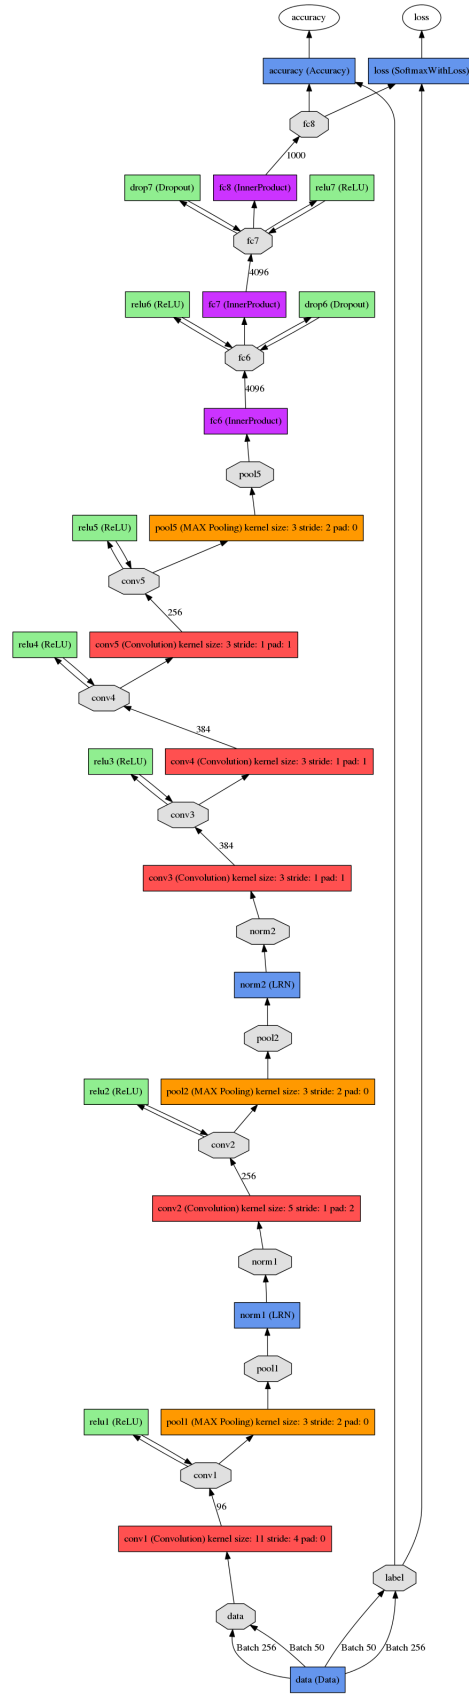 accuracy
loss
accuracy (Accuracy)
loss (SoftmaxWithLoss)
fc8
1000
drop7 (Dropout)
fc8 (InnerProduct)
relu7 (ReLU)
fc7
4096
relu6 (ReLU)
fc7 (InnerProduct)
drop6 (Dropout)
fc6
4096
fc6 (InnerProduct)
pool5
relu5 (ReLU)
pool5 (MAX Pooling) kernel size: 3 stride: 2 pad: 0
conv5
256
relu4 (ReLU)
conv5 (Convolution) kernel size: 3 stride: 1 pad: 1
conv4
384
relu3 (ReLU)
conv4 (Convolution) kernel size: 3 stride: 1 pad: 1
conv3
384
conv3 (Convolution) kernel size: 3 stride: 1 pad: 1
norm2
norm2 (LRN)
pool2
relu2 (ReLU)
pool2 (MAX Pooling) kernel size: 3 stride: 2 pad: 0
conv2
256
conv2 (Convolution) kernel size: 5 stride: 1 pad: 2
norm1
norm1 (LRN)
pool1
relu1 (ReLU)
pool1 (MAX Pooling) kernel size: 3 stride: 2 pad: 0
conv1
96
conv1 (Convolution) kernel size: 11 stride: 4 pad: 0
label
data
Batch 256
Batch 50
Batch 50
Batch 256
data (Data)